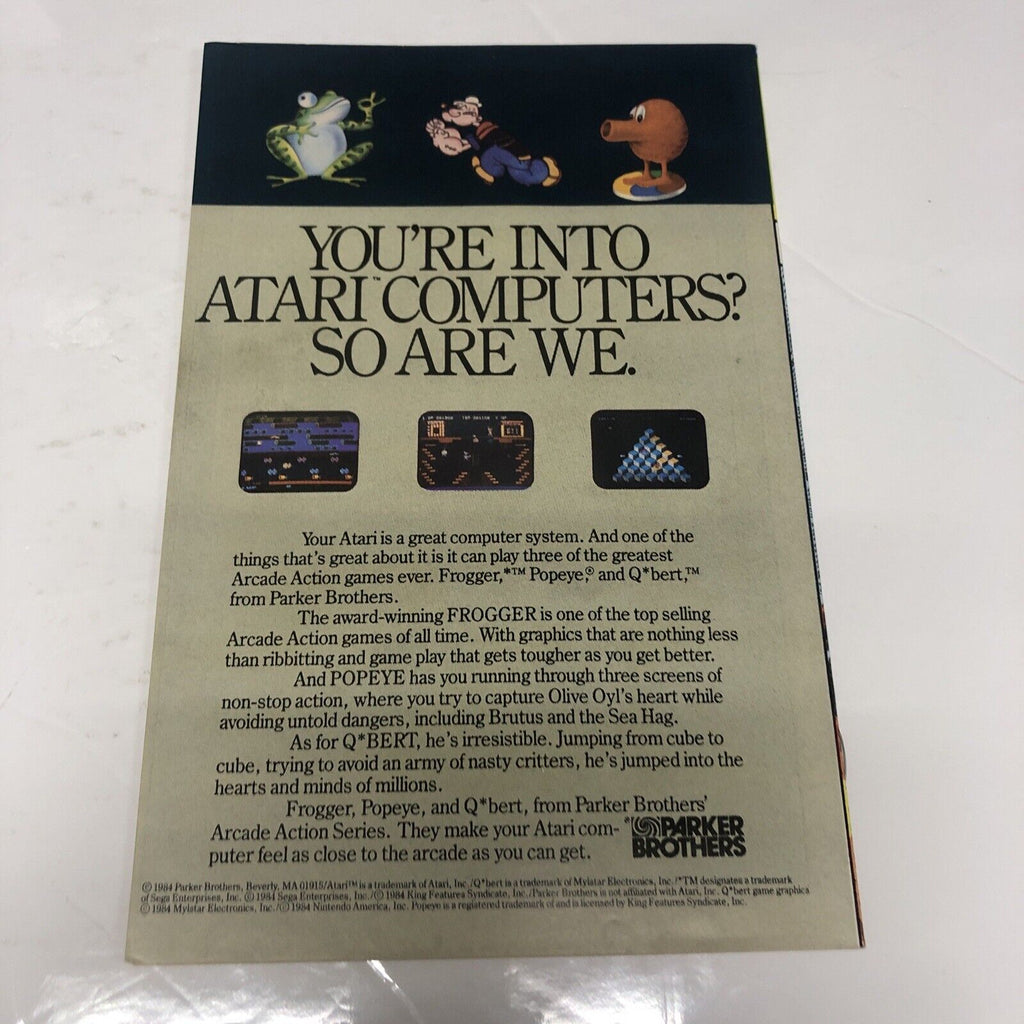 YOU'RE INTO
ATARI™ COMPUTERS?
SO ARE WE.
Your Atari is a great computer system. And one of the
things that's great about it is it can play three of the greatest
Arcade Action games ever. Frogger,*™ Popeye,® and Q*bert,™
from Parker Brothers.
The award-winning FROGGER is one of the top selling
Arcade Action games of all time. With graphics that are nothing less
than ribbitting and game play that gets tougher as you get better.
And POPEYE has you running through three screens of
non-stop action, where you try to capture Olive Oyl's heart while
avoiding untold dangers, including Brutus and the Sea Hag.
As for Q*BERT, he's irresistible. Jumping from cube to
cube, trying to avoid an army of nasty critters, he's jumped into the
hearts and minds of millions.
Frogger, Popeye, and Q*bert, from Parker Brothers'
Arcade Action Series. They make your Atari com-
puter feel as close to the arcade as you can get.
PARKER
BROTHERS
© 1984 Parker Brothers, Beverly, MA 01915/Atari™ is a trademark of Atari, Inc./Q*bert is a trademark of Mylstar Electronics, Inc./*TM designates a trademark
of Sega Enterprises, Inc. © 1984 Sega Enterprises, Inc./© 1984 King Features Syndicate, Inc./Parker Brothers is not affiliated with Atari, Inc. Q*bert game graphics
© 1984 Mylstar Electronics, Inc./© 1984 Nintendo America, Inc. Popeye is a registered trademark of and is licensed by King Features Syndicate, Inc.